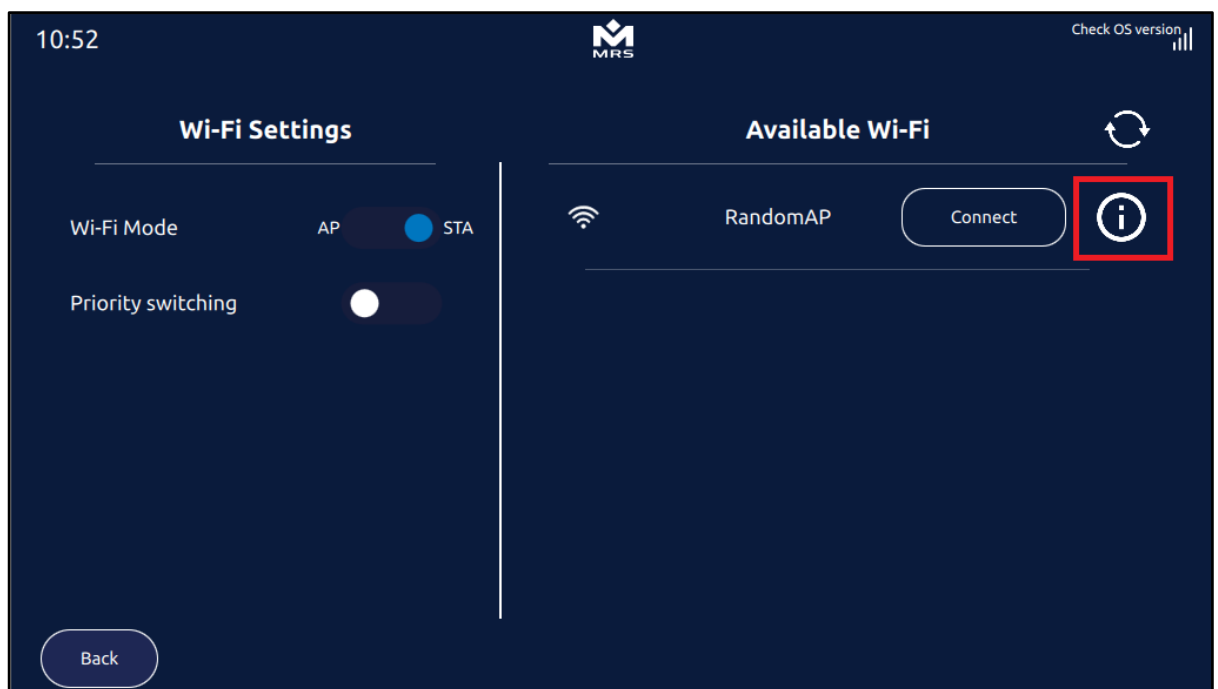 10:52
MRS
Check OS version
Wi-Fi Settings
Available Wi-Fi
Wi-Fi Mode
AP
STA
RandomAP
Connect
Priority switching
Back